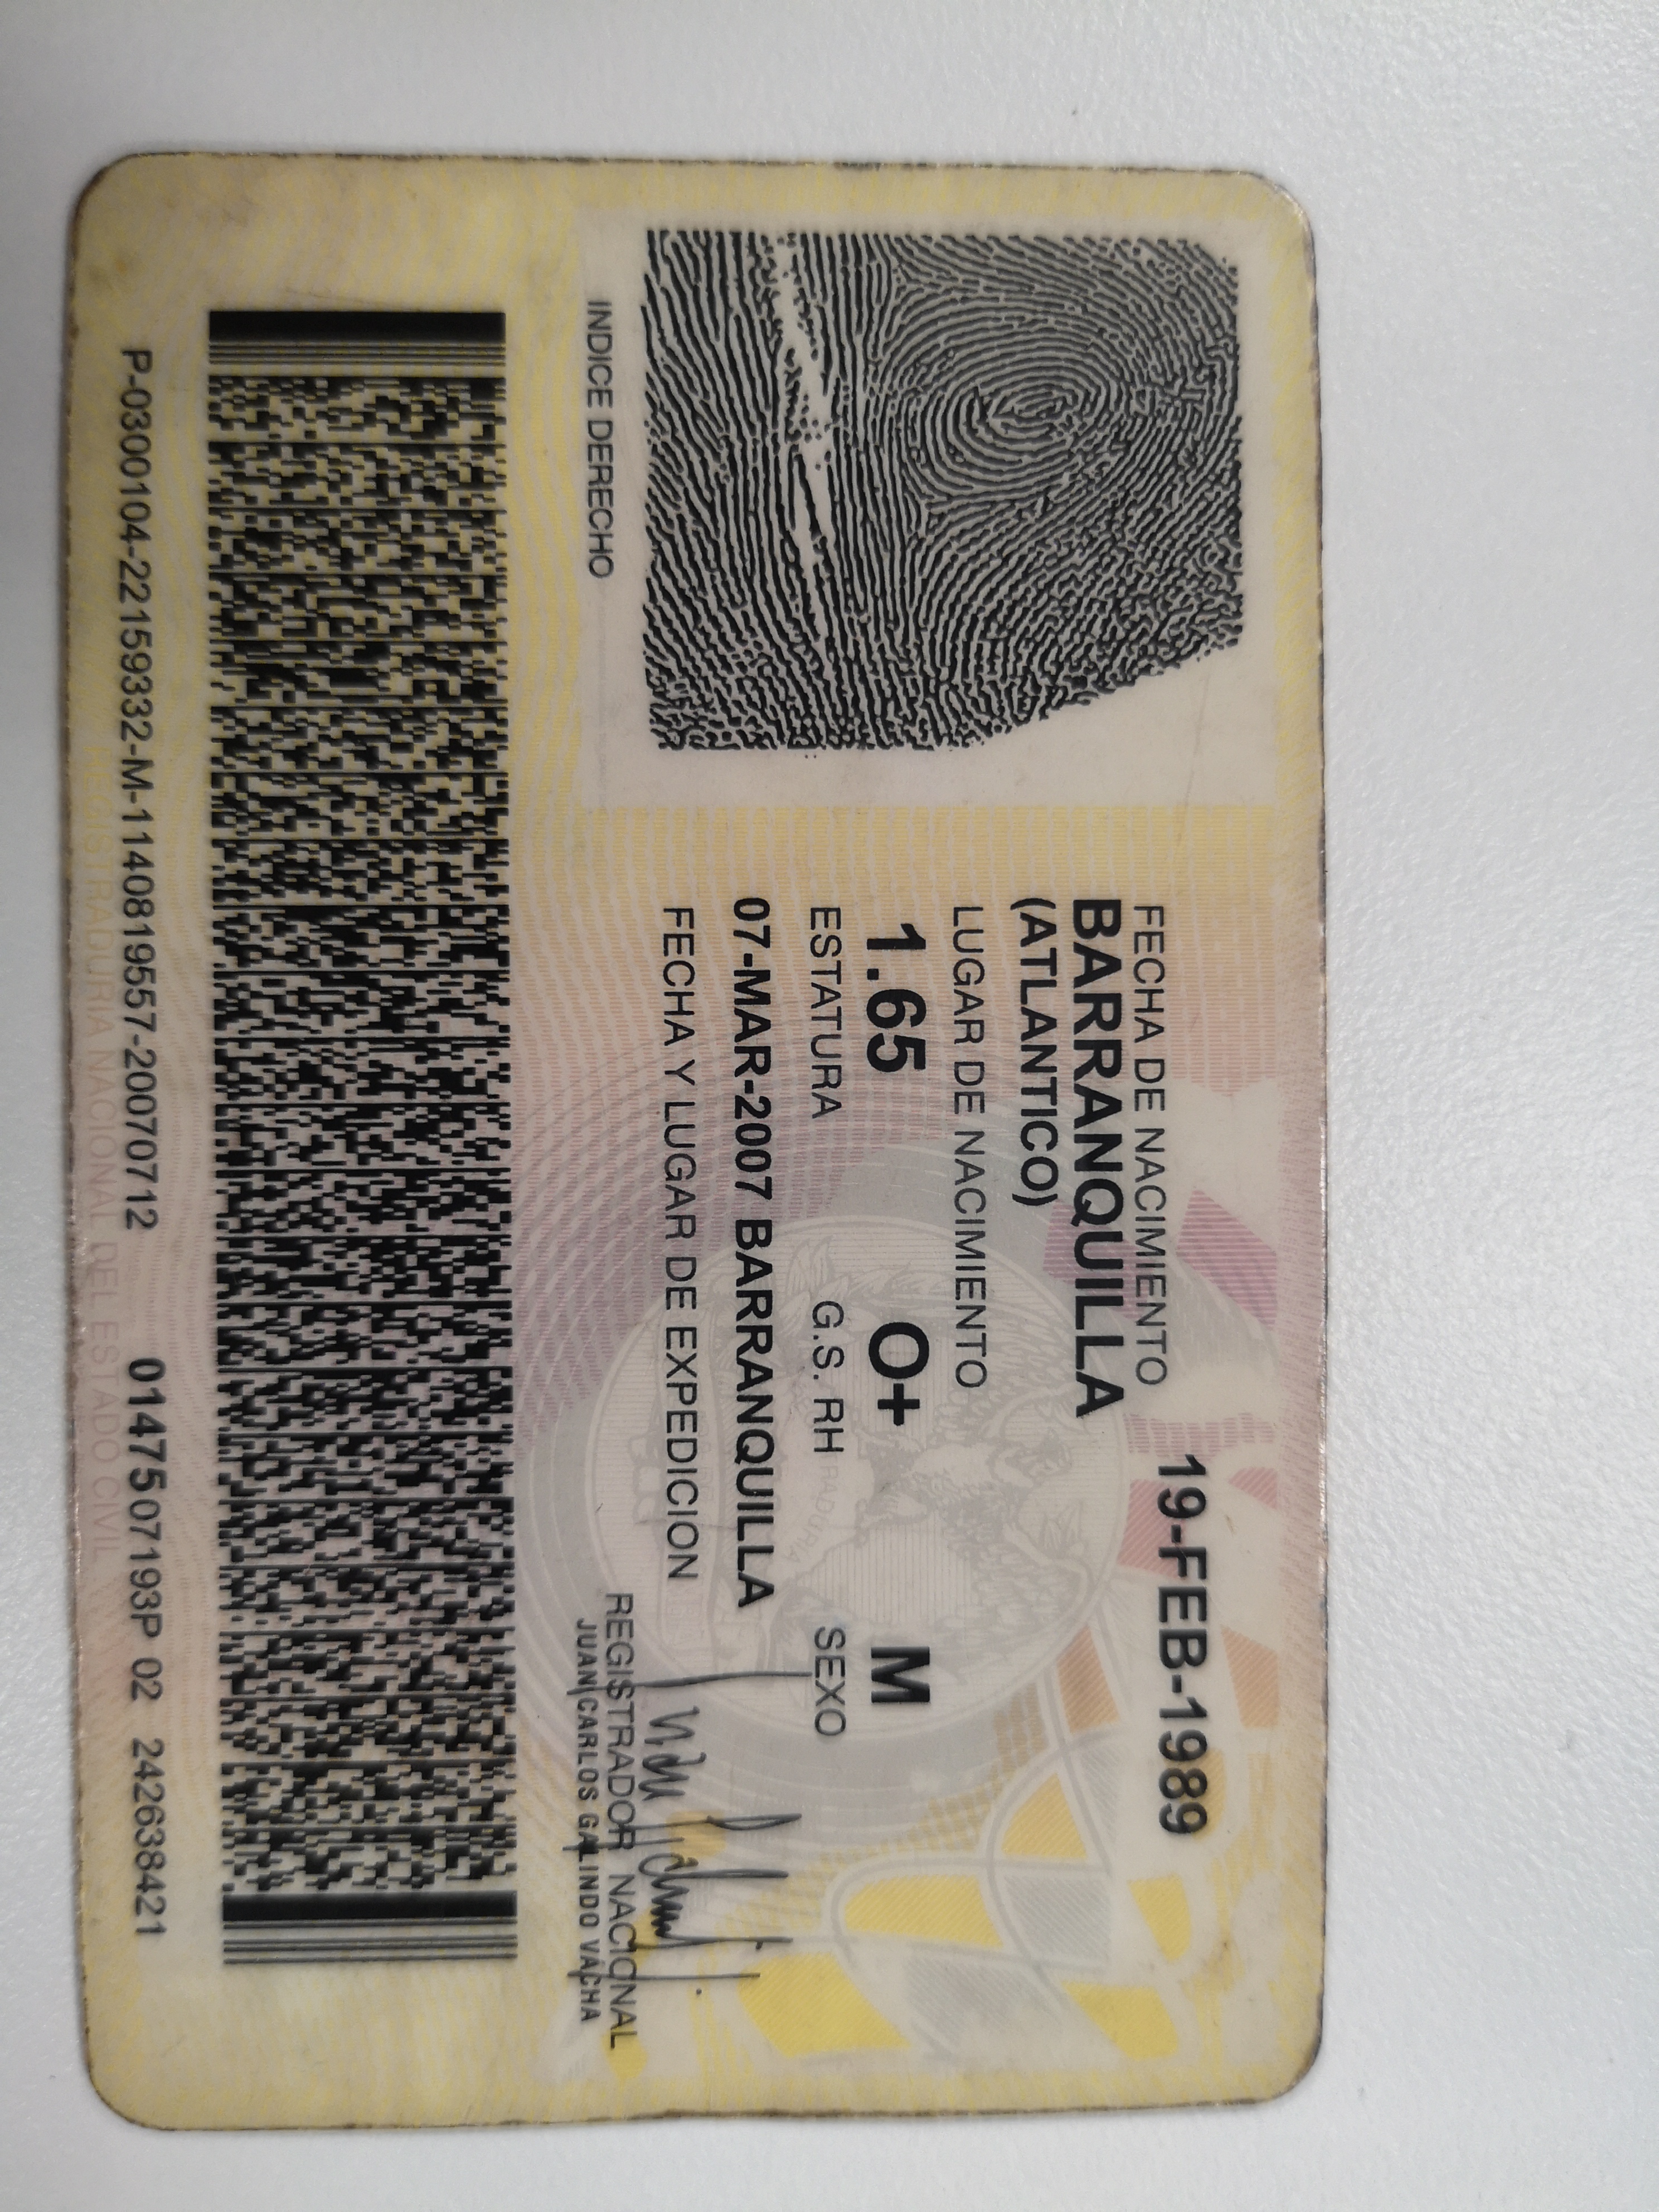 FECHA DE NACIMIENTO 19-FEB-1989
BARRANQUILLA
(ATLANTICO)
LUGAR DE NACIMIENTO
1.65 O+ M
ESTATURA G.S. RH SEXO
07-MAR-2007 BARRANQUILLA
FECHA Y LUGAR DE EXPEDICION
INDICE DERECHO
REGISTRADOR NACIONAL
JUAN CARLOS GALINDO VACHA
P-0300104-22159332-M-1140819557-20070712 0147507193P 02 242638421
REGISTRADURIA NACIONAL DEL ESTADO CIVIL